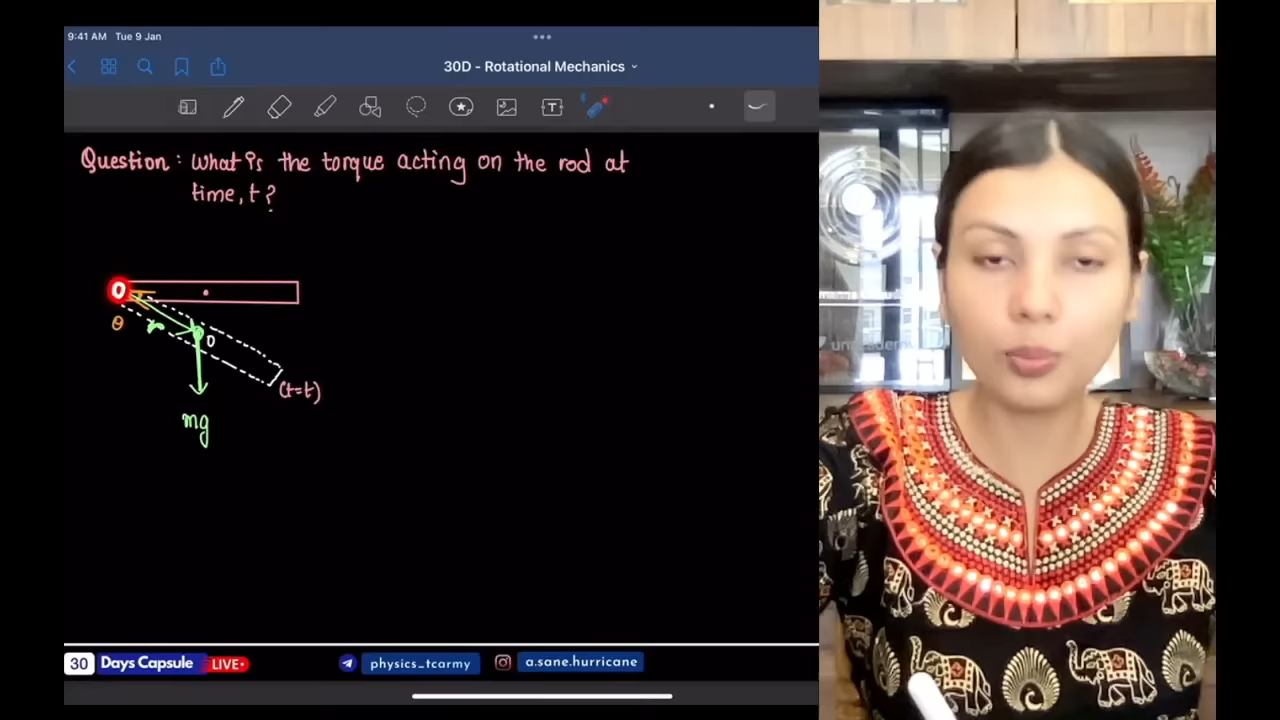 9:41 AM Tue 9 Jan
30D - Rotational Mechanics
T
Question: What is the torque acting on the rod at
time, t?
O
θ
r
D
(t=t)
mg
30 Days Capsule LIVE
physics_tcarmy
a.sane.hurricane